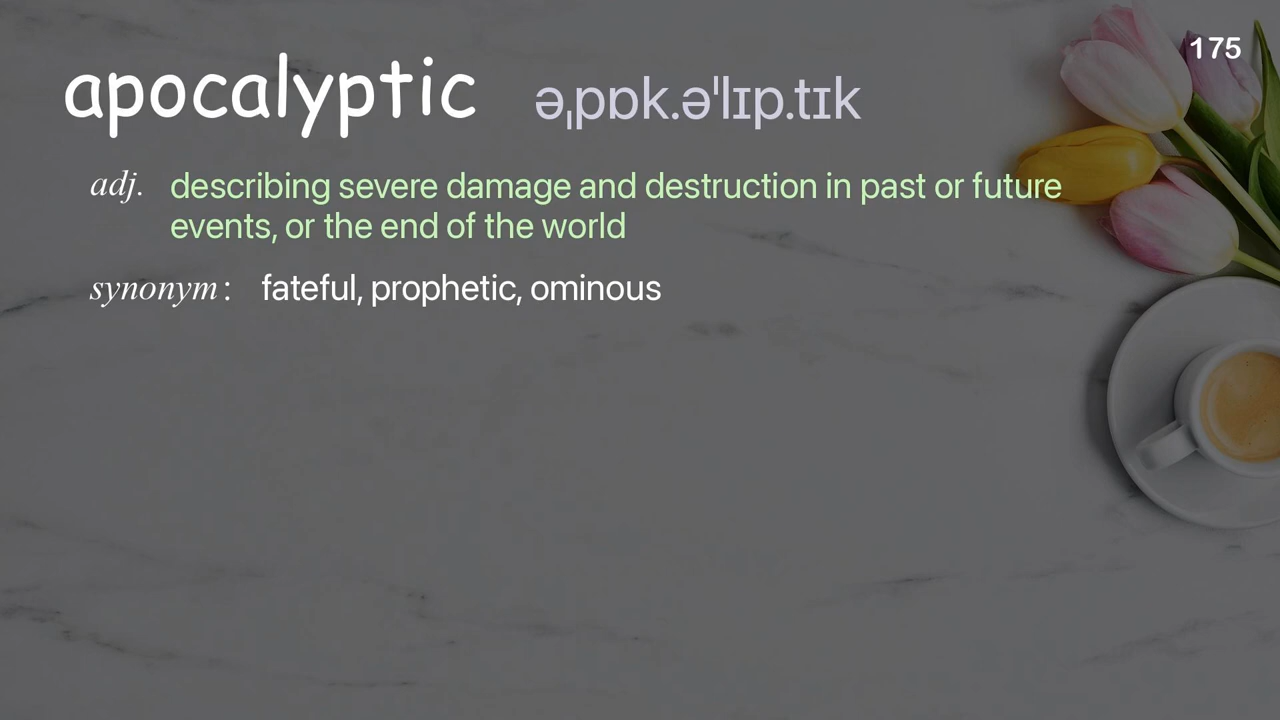 175
apocalyptic əˌpɒk.əˈlɪp.tɪk
adj. describing severe damage and destruction in past or future
events, or the end of the world
synonym: fateful, prophetic, ominous